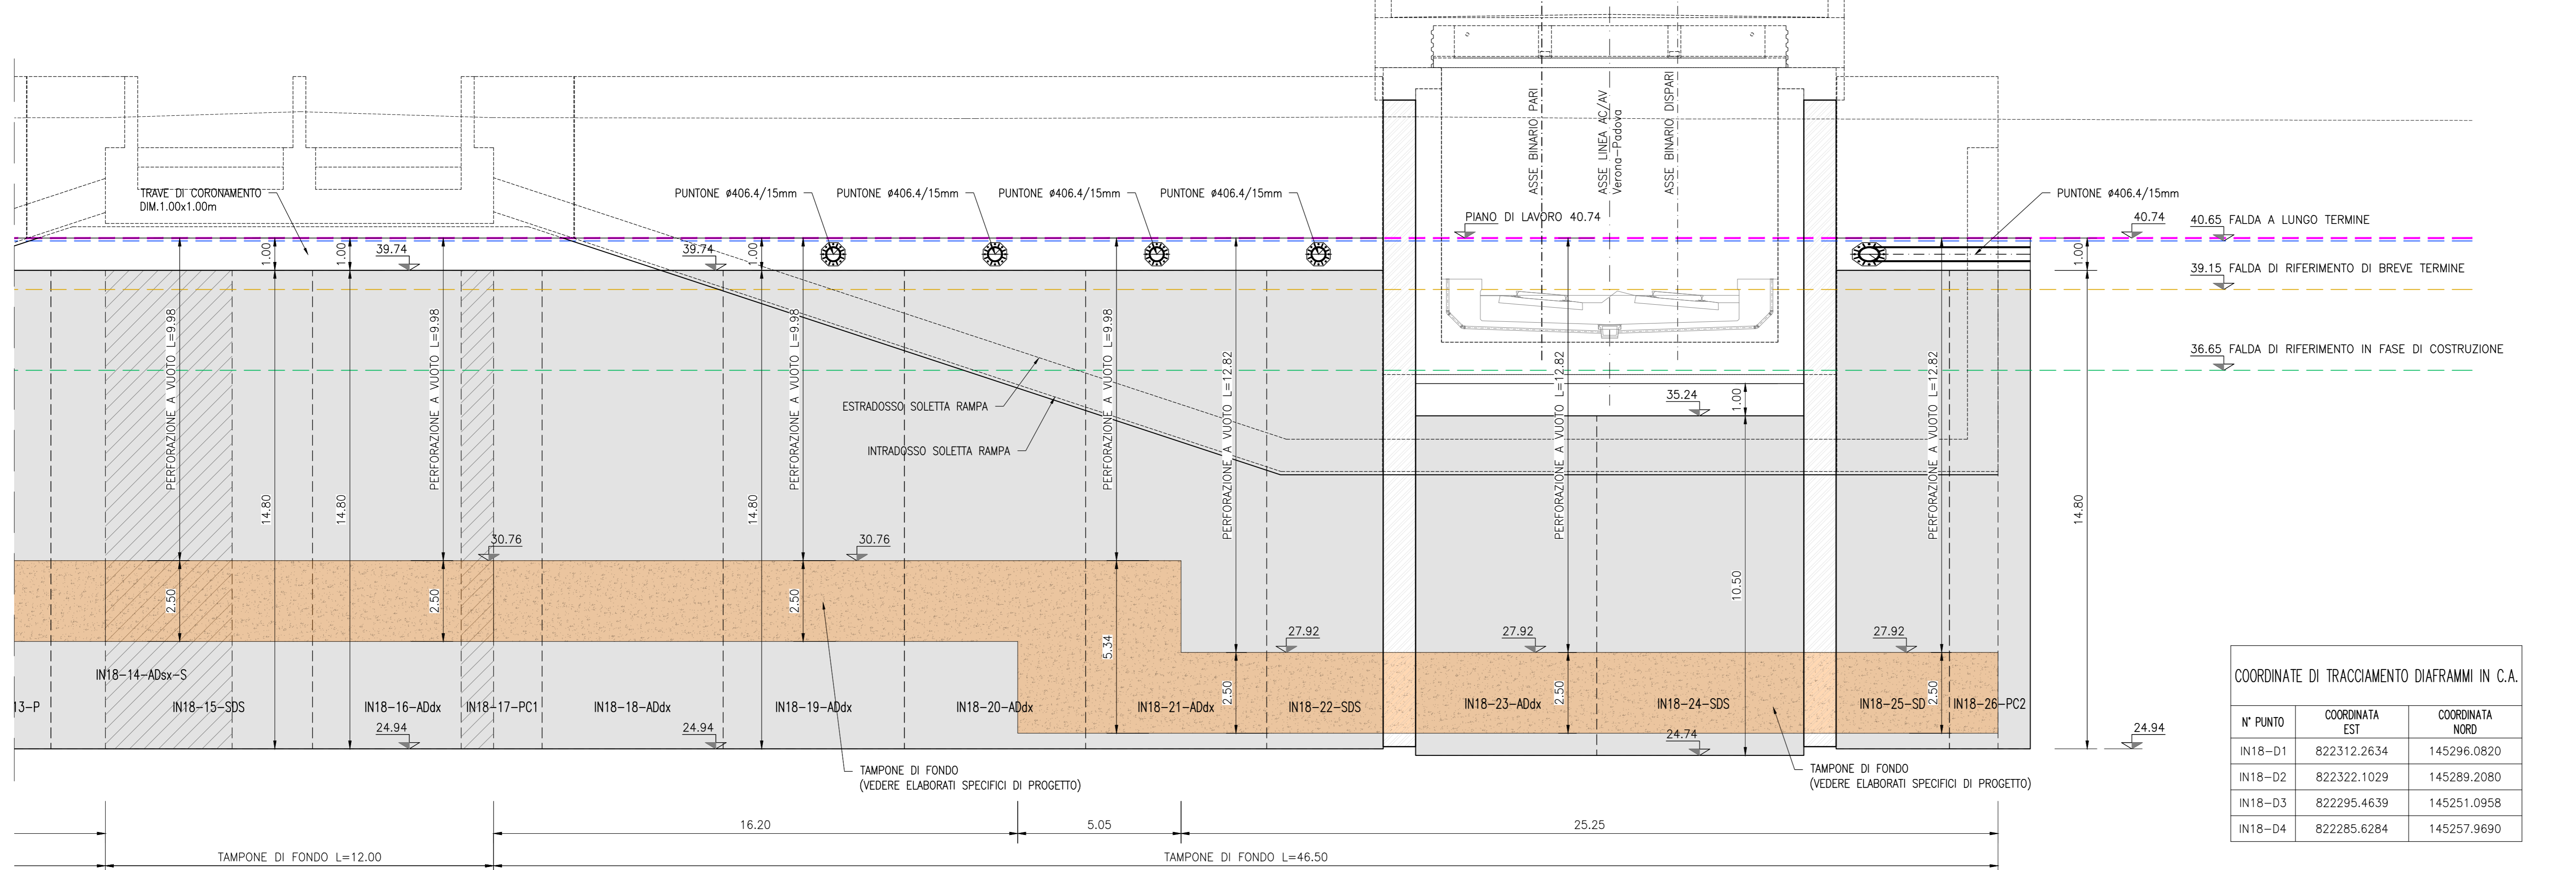 ASSE BINARIO PARI
ASSE LINEA AC/AV
Verona-Padova
ASSE BINARIO DISPARI
TRAVE DI CORONAMENTO
DIM.1.00x1.00m
PUNTONE ø406.4/15mm
PUNTONE ø406.4/15mm
PUNTONE ø406.4/15mm
PUNTONE ø406.4/15mm
PUNTONE ø406.4/15mm
PIANO DI LAVORO 40.74
40.74
40.65 FALDA A LUNGO TERMINE
39.15 FALDA DI RIFERIMENTO DI BREVE TERMINE
36.65 FALDA DI RIFERIMENTO IN FASE DI COSTRUZIONE
1.00
1.00
39.74
39.74
1.00
1.00
PERFORAZIONE A VUOTO L=9.98
PERFORAZIONE A VUOTO L=9.98
PERFORAZIONE A VUOTO L=9.98
PERFORAZIONE A VUOTO L=9.98
PERFORAZIONE A VUOTO L=12.82
PERFORAZIONE A VUOTO L=12.82
PERFORAZIONE A VUOTO L=12.82
ESTRADOSSO SOLETTA RAMPA
INTRADOSSO SOLETTA RAMPA
35.24
1.00
14.80
14.80
14.80
14.80
10.50
30.76
30.76
2.50
2.50
2.50
5.34
27.92
27.92
27.92
2.50
2.50
2.50
13-P
IN18-14-ADsx-S
IN18-15-SDS
IN18-16-ADdx
IN18-17-PC1
IN18-18-ADdx
IN18-19-ADdx
IN18-20-ADdx
IN18-21-ADdx
IN18-22-SDS
IN18-23-ADdx
IN18-24-SDS
IN18-25-SD
IN18-26-PC2
24.94
24.94
24.74
24.94
TAMPONE DI FONDO
(VEDERE ELABORATI SPECIFICI DI PROGETTO)
TAMPONE DI FONDO
(VEDERE ELABORATI SPECIFICI DI PROGETTO)
16.20
5.05
25.25
TAMPONE DI FONDO L=12.00
TAMPONE DI FONDO L=46.50
COORDINATE DI TRACCIAMENTO DIAFRAMMI IN C.A.
N° PUNTO COORDINATA EST COORDINATA NORD
IN18-D1 822312.2634 145296.0820
IN18-D2 822322.1029 145289.2080
IN18-D3 822295.4639 145251.0958
IN18-D4 822285.6284 145257.9690